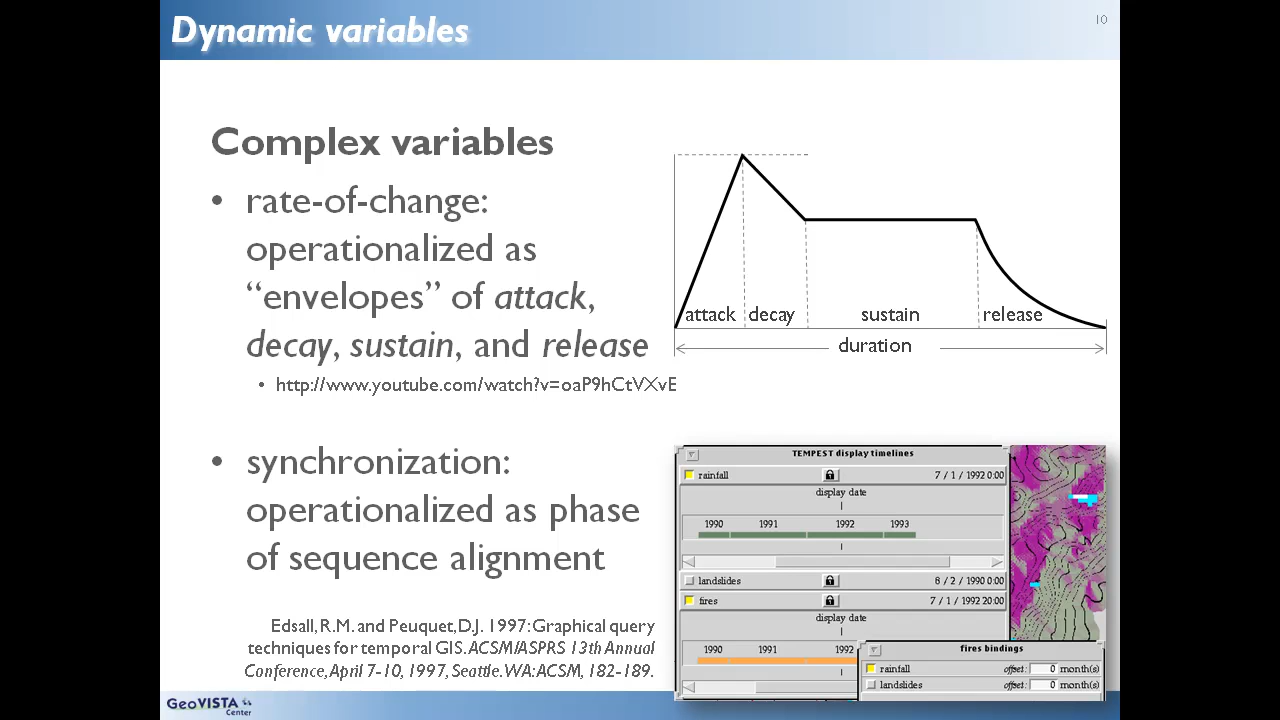 Dynamic variables
10
Complex variables
• rate-of-change:
operationalized as
“envelopes” of attack,
decay, sustain, and release
• http://www.youtube.com/watch?v=oaP9hCtVXvE
attack decay sustain release
duration
• synchronization:
operationalized as phase
of sequence alignment
Edsall, R.M. and Peuquet, D.J. 1997: Graphical query
techniques for temporal GIS. ACSM/ASPRS 13th Annual
Conference, April 7-10, 1997, Seattle. WA: ACSM, 182-189.
TEMPEST display timelines
rainfall 7 / 1 / 1992 0:00
display date
1990 1991 1992 1993
landslides 8 / 2 / 1990 0:00
fires 7 / 1 / 1992 20:00
display date
1990 1991 1992
fires bindings
rainfall offset: 0 month(s)
landslides offset: 0 month(s)
GeoVISTA
Center